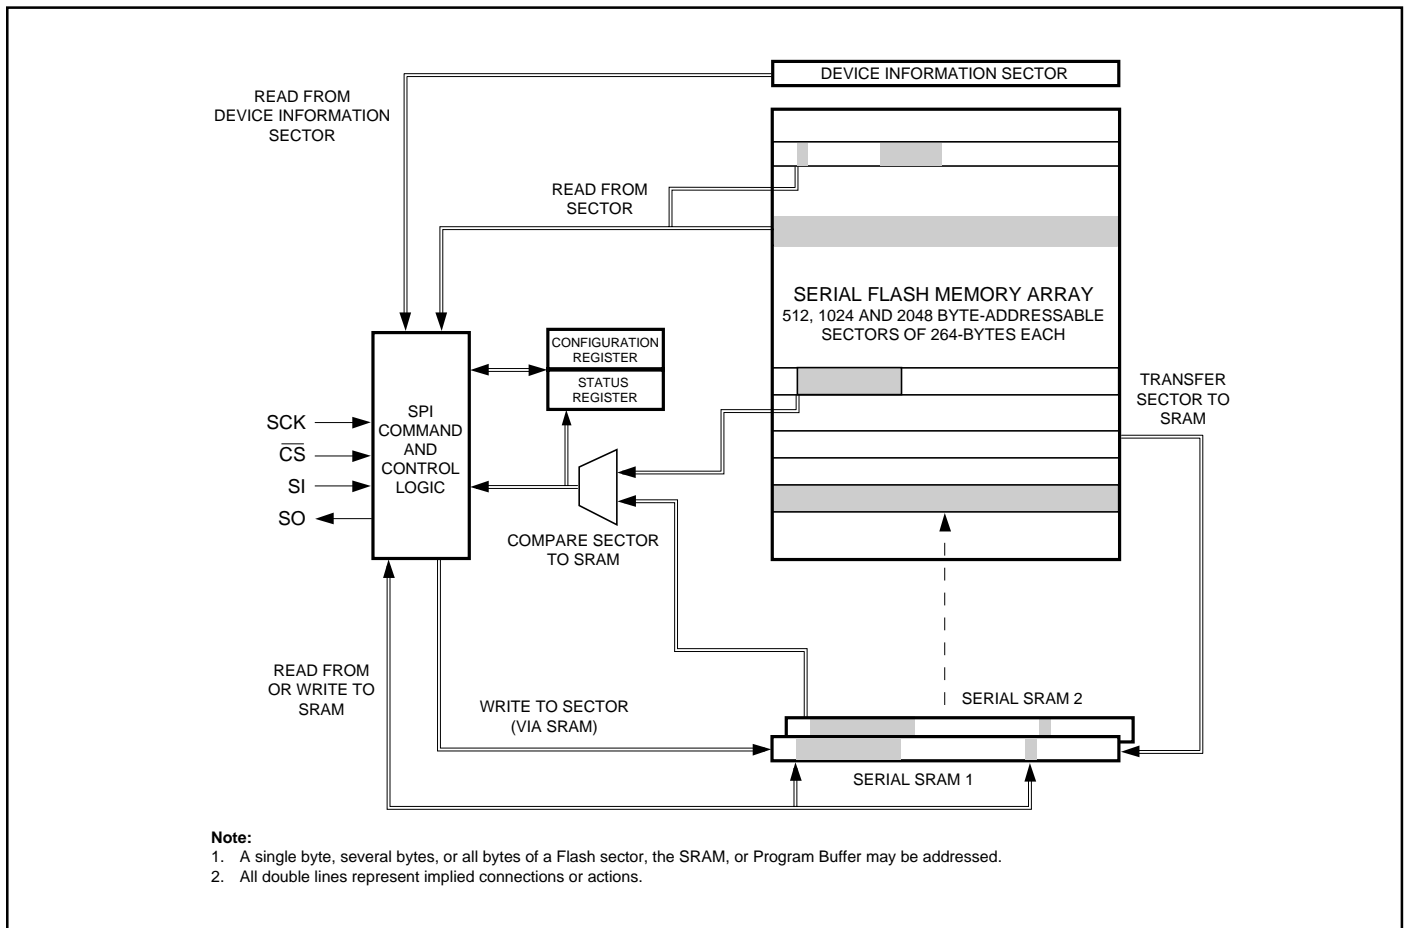 DEVICE INFORMATION SECTOR
READ FROM
DEVICE INFORMATION
SECTOR
READ FROM
SECTOR
SERIAL FLASH MEMORY ARRAY
512, 1024 AND 2048 BYTE-ADDRESSABLE
SECTORS OF 264-BYTES EACH
CONFIGURATION
REGISTER
STATUS
REGISTER
TRANSFER
SECTOR TO
SRAM
SCK
CS
SI
SO
SPI
COMMAND
AND
CONTROL
LOGIC
COMPARE SECTOR
TO SRAM
READ FROM
OR WRITE TO
SRAM
WRITE TO SECTOR
(VIA SRAM)
SERIAL SRAM 2
SERIAL SRAM 1
Note:
1. A single byte, several bytes, or all bytes of a Flash sector, the SRAM, or Program Buffer may be addressed.
2. All double lines represent implied connections or actions.